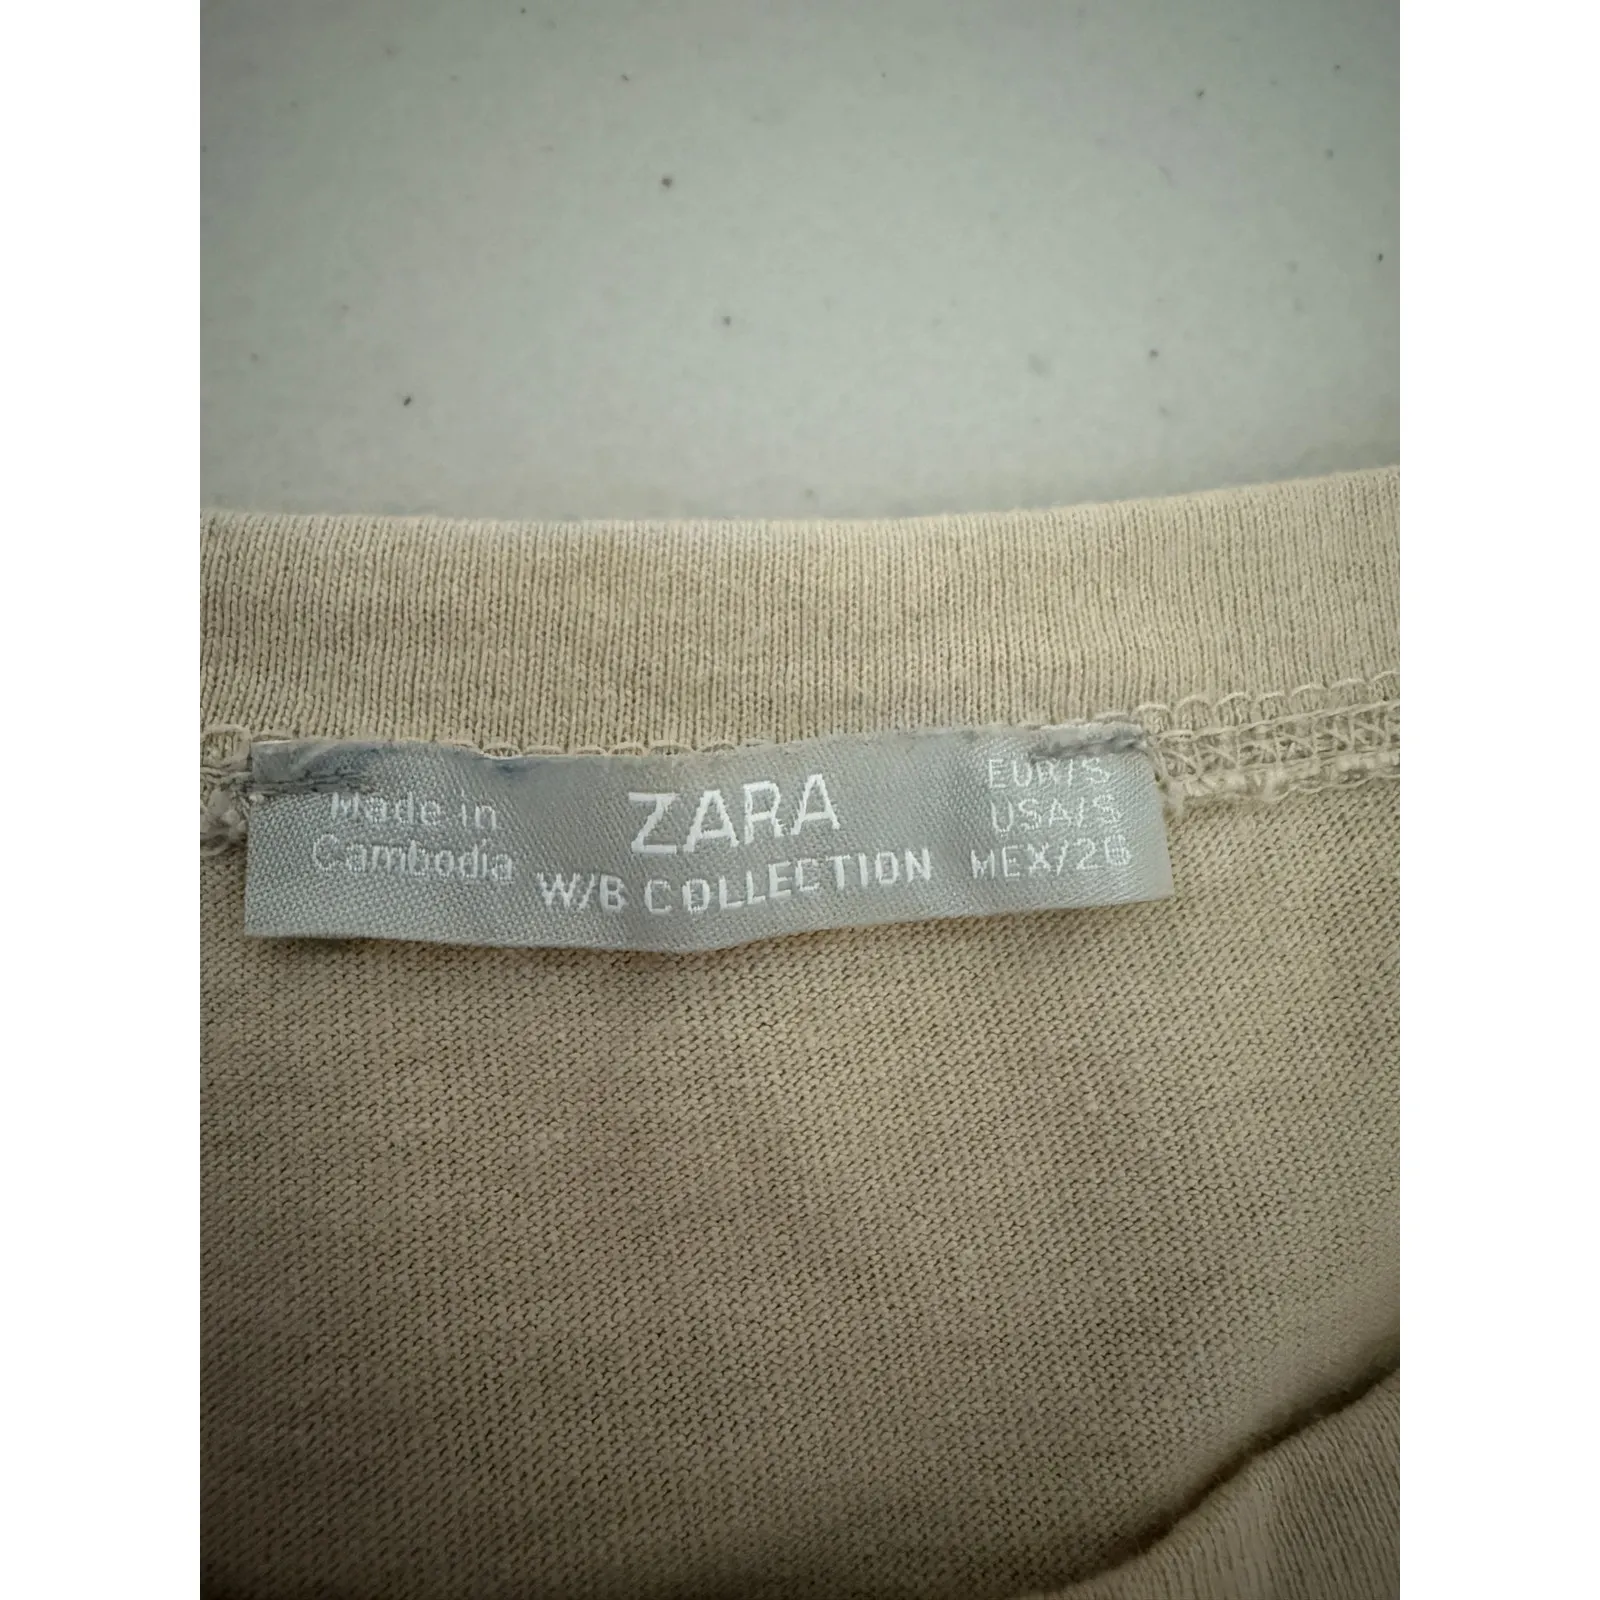 Made in
Cambodia
ZARA
W/B COLLECTION
EUR/S
USA/S
MEX/26